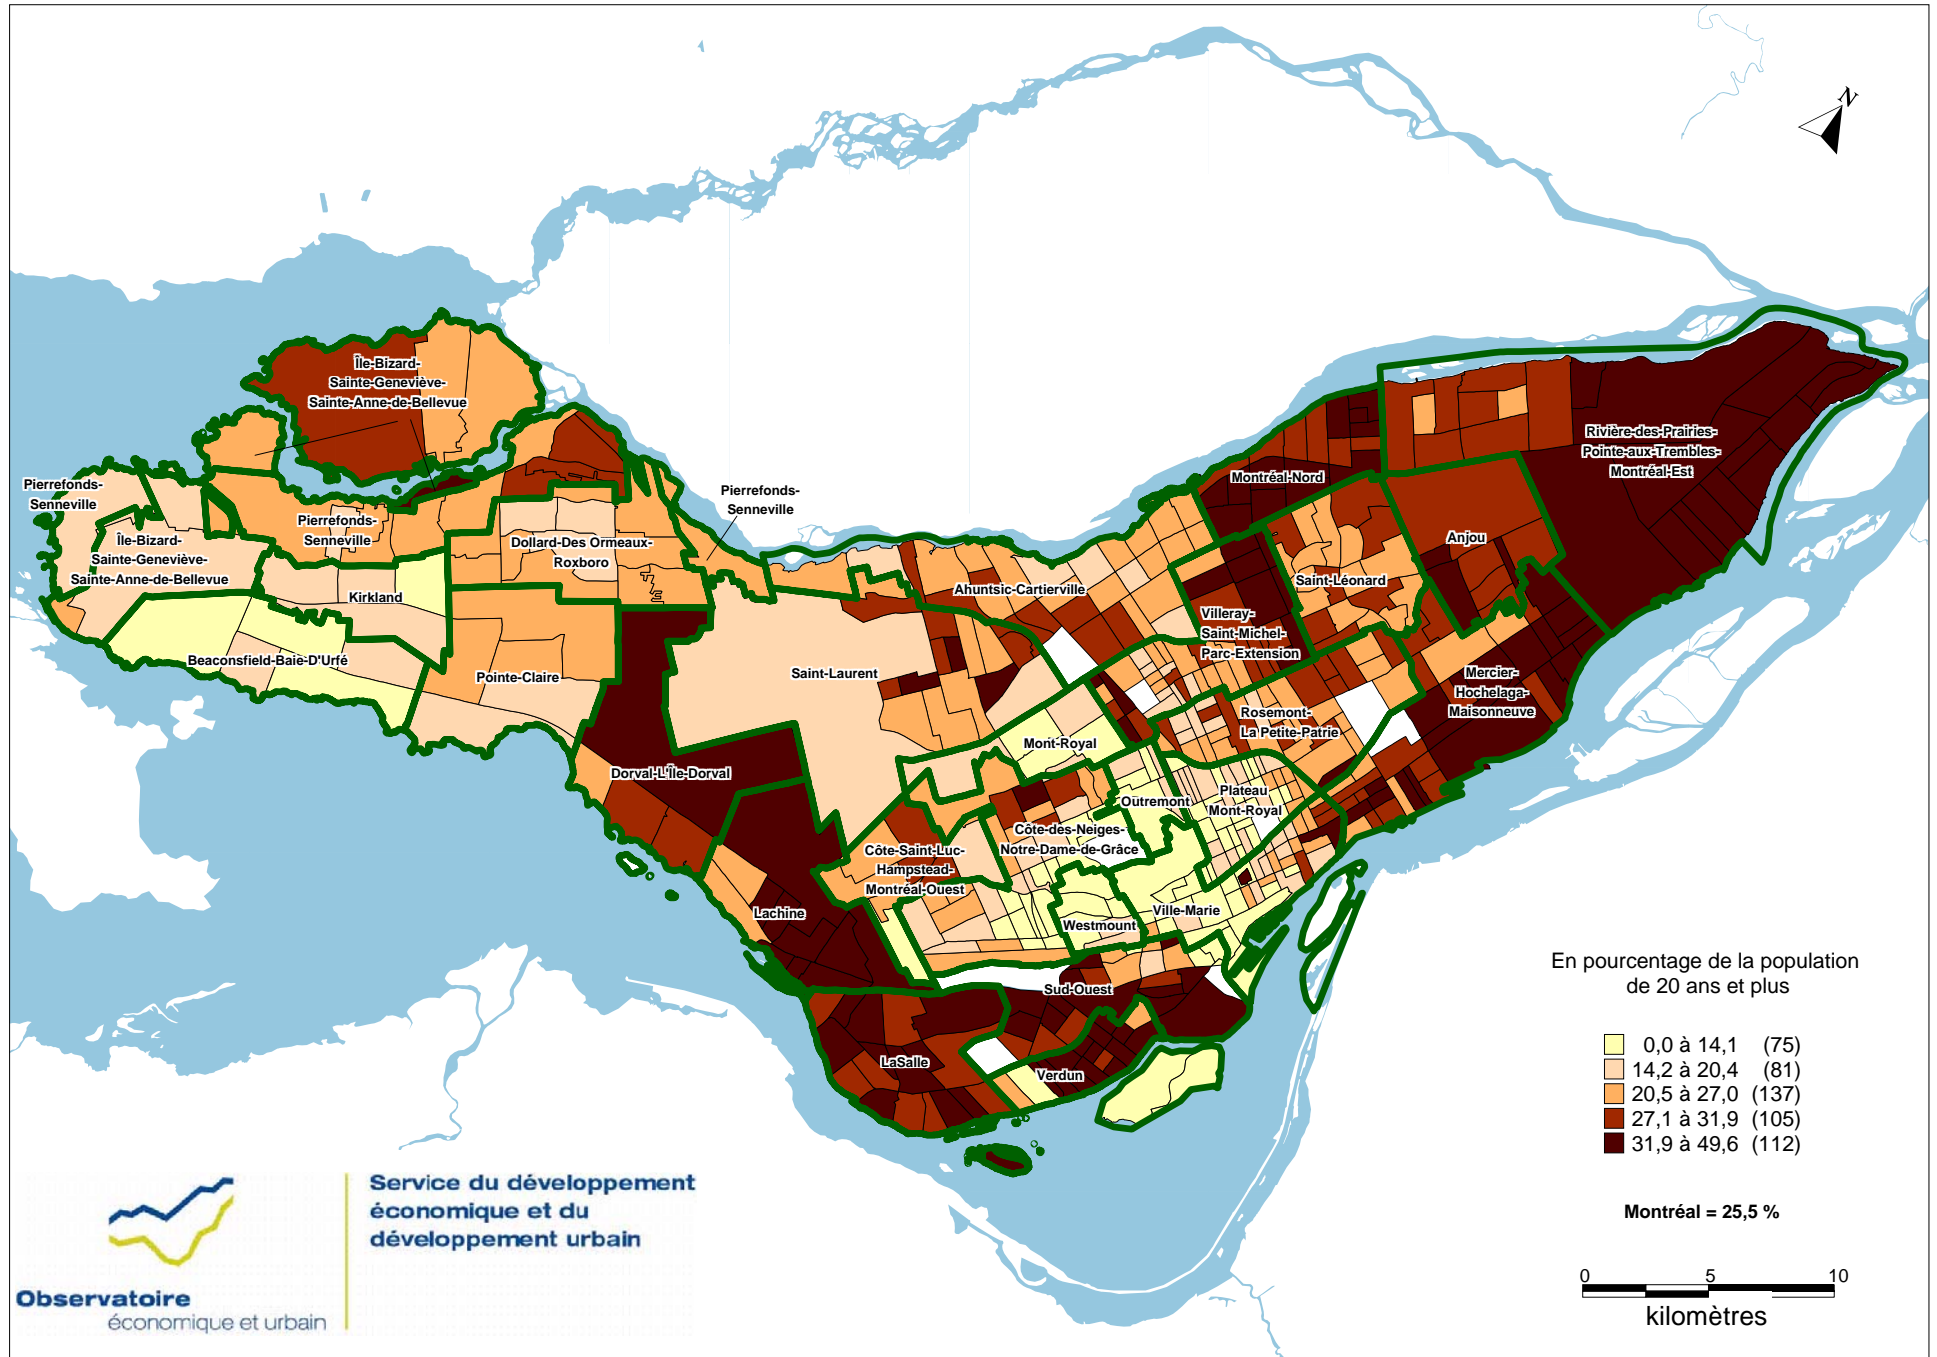 N
Île-Bizard-
Sainte-Geneviève-
Sainte-Anne-de-Bellevue
Pierrefonds-
Senneville
Pierrefonds-
Senneville
Pierrefonds-
Senneville
Île-Bizard-
Sainte-Geneviève-
Sainte-Anne-de-Bellevue
Dollard-Des Ormeaux-
Roxboro
Kirkland
Beaconsfield-Baie-D'Urfé
Pointe-Claire
Dorval-L'Île-Dorval
Saint-Laurent
Ahuntsic-Cartierville
Montréal-Nord
Rivière-des-Prairies-
Pointe-aux-Trembles-
Montréal-Est
Anjou
Saint-Léonard
Villeray-
Saint-Michel-
Parc-Extension
Mercier-
Hochelaga-
Maisonneuve
Rosemont-
La Petite-Patrie
Mont-Royal
Outremont
Plateau
Mont-Royal
Côte-des-Neiges-
Notre-Dame-de-Grâce
Côte-Saint-Luc-
Hampstead-
Montréal-Ouest
Lachine
Westmount
Ville-Marie
Sud-Ouest
LaSalle
Verdun
En pourcentage de la population
de 20 ans et plus
0,0 à 14,1 (75)
14,2 à 20,4 (81)
20,5 à 27,0 (137)
27,1 à 31,9 (105)
31,9 à 49,6 (112)
Montréal = 25,5 %
0 5 10
kilomètres
Service du développement
économique et du
développement urbain
Observatoire
économique et urbain